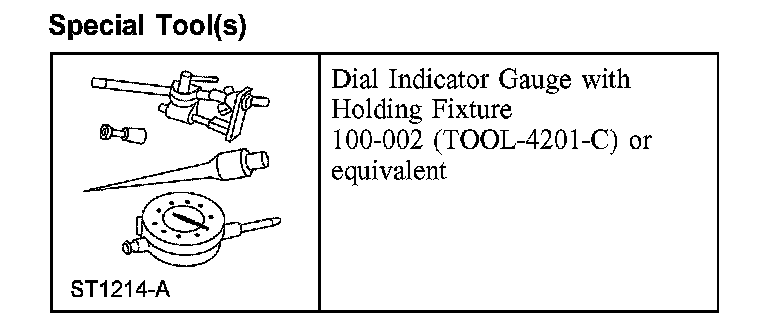 Special Tool(s)
Dial Indicator Gauge with
Holding Fixture
100-002 (TOOL-4201-C) or
equivalent
ST1214-A